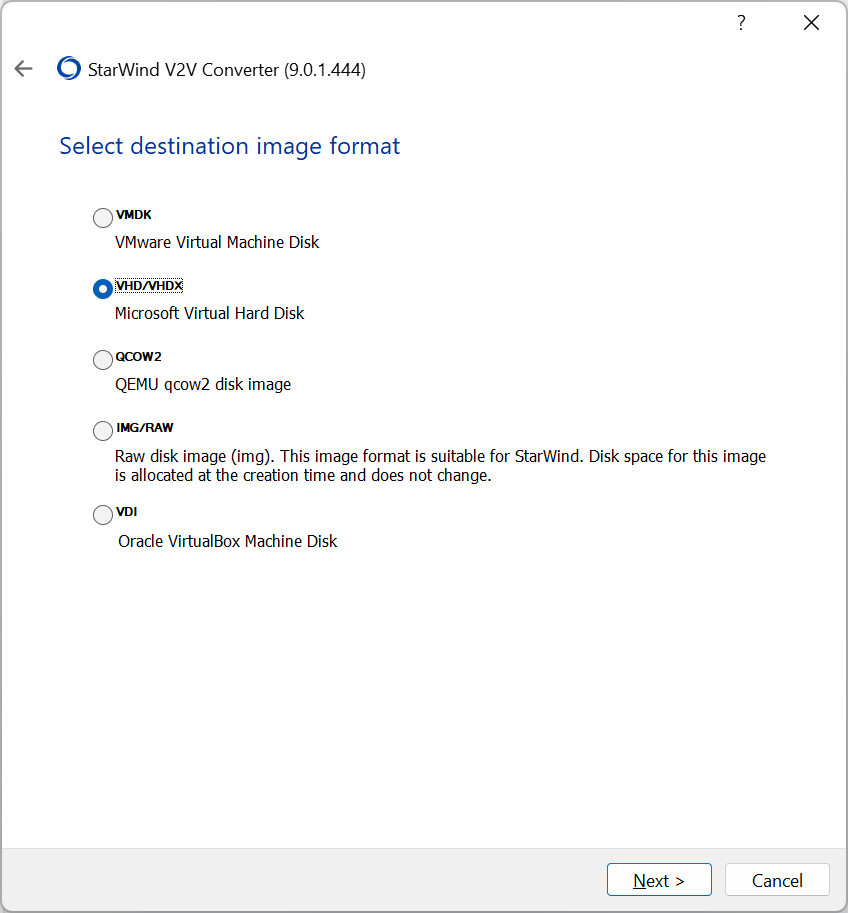 ?
StarWind V2V Converter (9.0.1.444)
Select destination image format
VMDK
VMware Virtual Machine Disk
VHD/VHDX
Microsoft Virtual Hard Disk
QCOW2
QEMU qcow2 disk image
IMG/RAW
Raw disk image (img). This image format is suitable for StarWind. Disk space for this image
is allocated at the creation time and does not change.
VDI
Oracle VirtualBox Machine Disk
Next >
Cancel